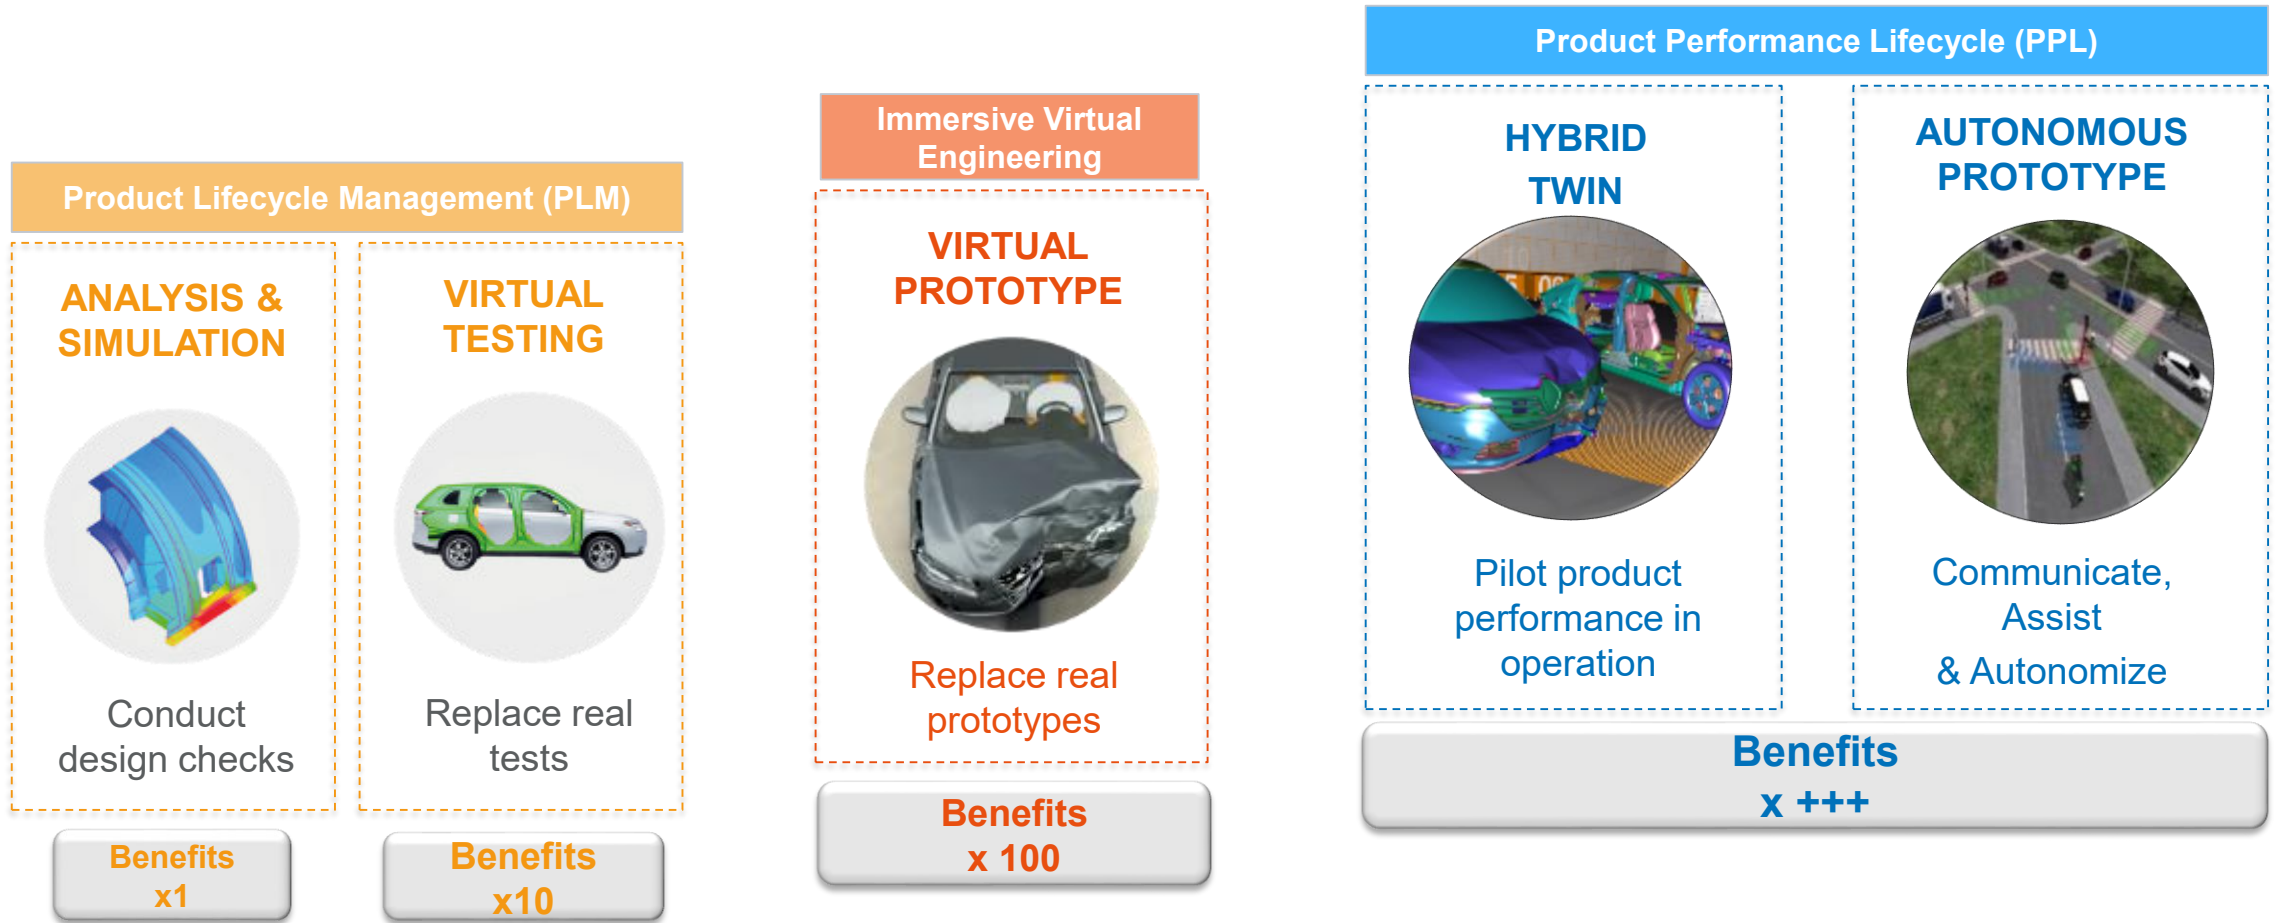 Product Lifecycle Management (PLM)
ANALYSIS &
SIMULATION
Conduct
design checks
Benefits
x1
VIRTUAL
TESTING
Replace real
tests
Benefits
x10
Immersive Virtual
Engineering
VIRTUAL
PROTOTYPE
Replace real
prototypes
Benefits
x 100
Product Performance Lifecycle (PPL)
HYBRID
TWIN
Pilot product
performance in
operation
AUTONOMOUS
PROTOTYPE
Communicate,
Assist
& Autonomize
Benefits
x +++